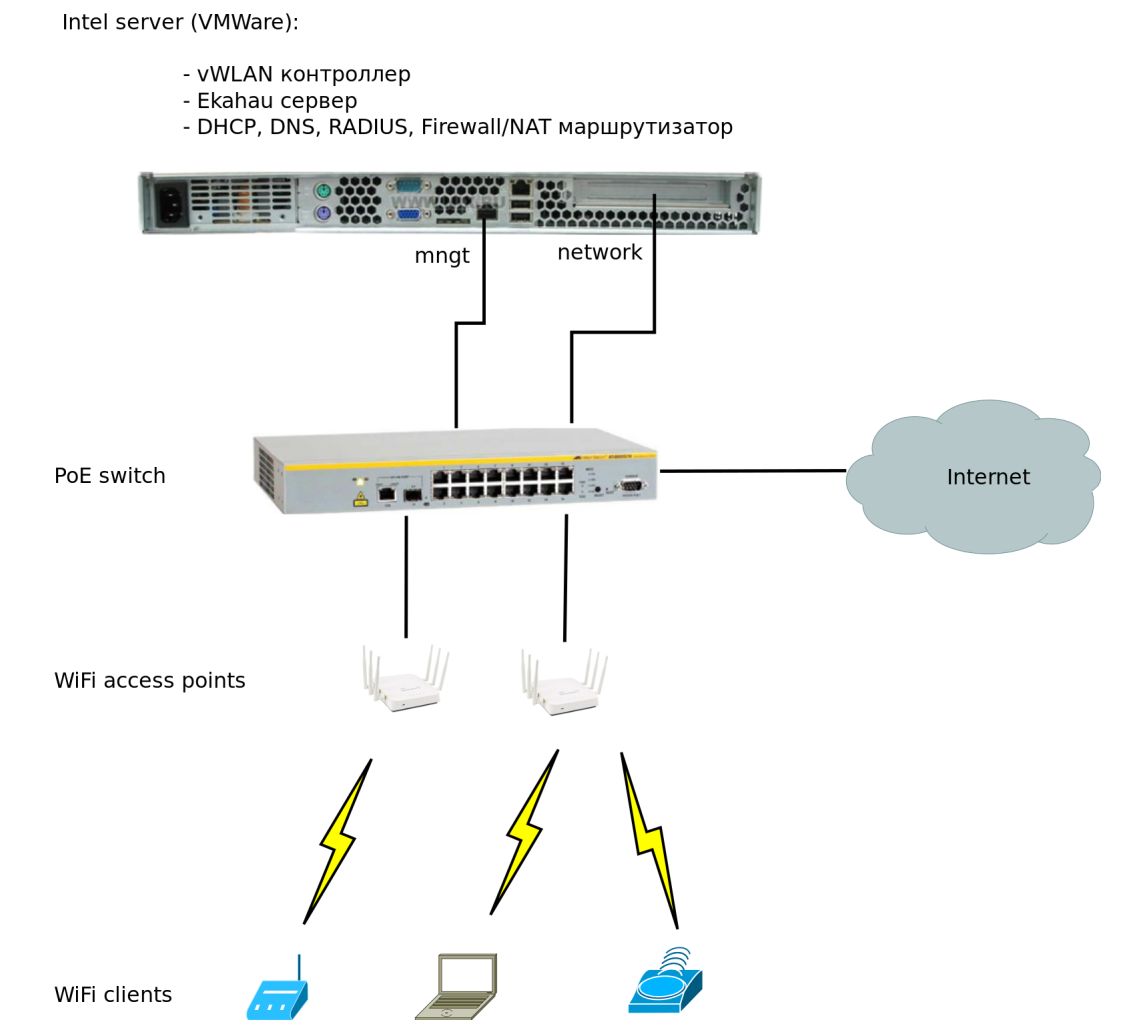 Intel server (VMWare):
- vWLAN контроллер
- Ekahau сервер
- DHCP, DNS, RADIUS, Firewall/NAT маршрутизатор
mngt
network
PoE switch
Internet
WiFi access points
WiFi clients